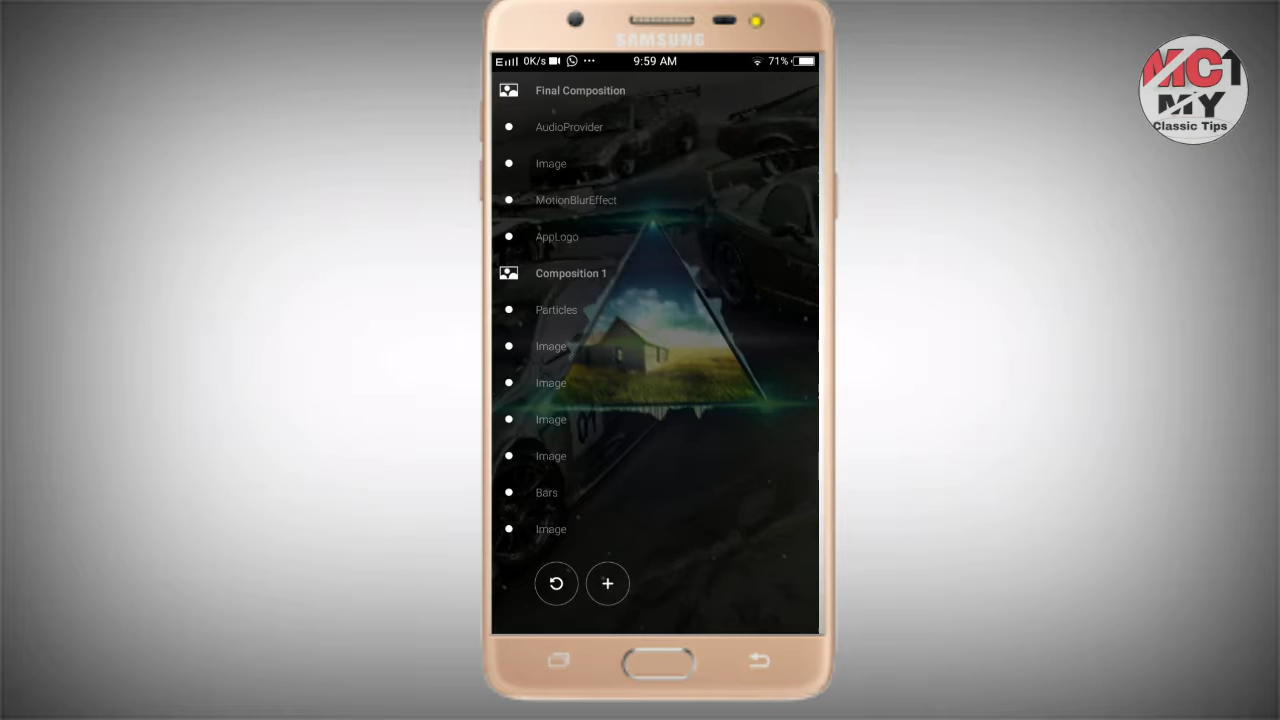 SAMSUNG
0K/s 9:59 AM 71%
Final Composition
AudioProvider
Image
MotionBlurEffect
AppLogo
Composition 1
Particles
Image
Image
Image
Image
Bars
Image
MC1
MY
Classic Tips